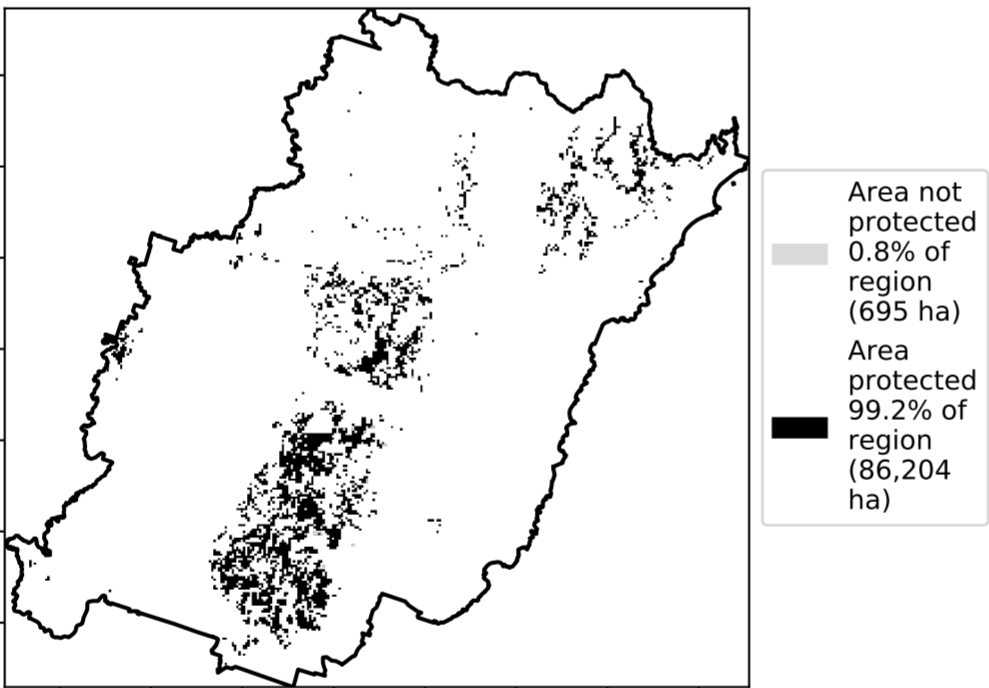 Area not
protected
0.8% of
region
(695 ha)
Area
protected
99.2% of
region
(86,204
ha)